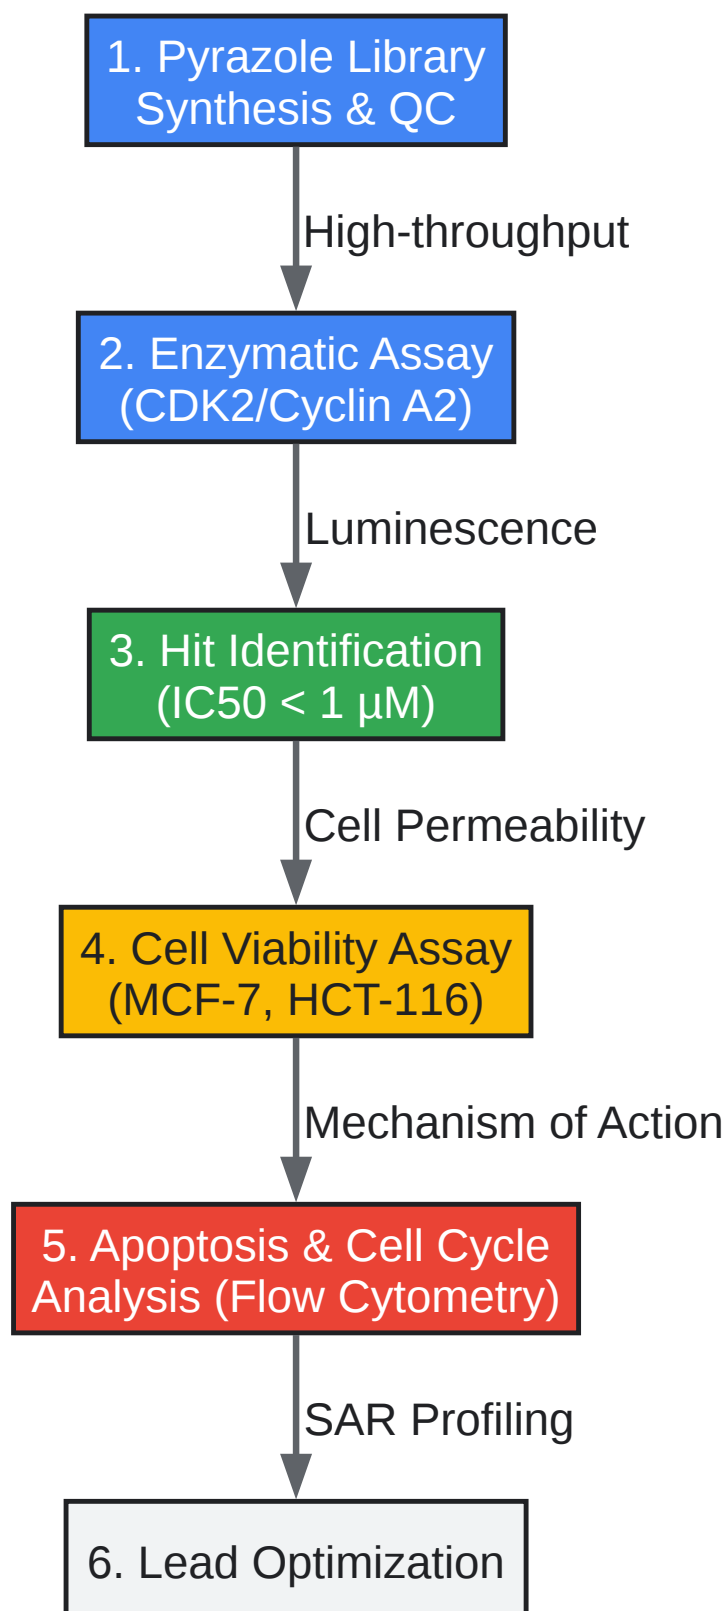 1. Pyrazole Library
Synthesis & QC
High-throughput
2. Enzymatic Assay
(CDK2/Cyclin A2)
Luminescence
3. Hit Identification
(IC50 < 1 µM)
Cell Permeability
4. Cell Viability Assay
(MCF-7, HCT-116)
Mechanism of Action
5. Apoptosis & Cell Cycle
Analysis (Flow Cytometry)
SAR Profiling
6. Lead Optimization